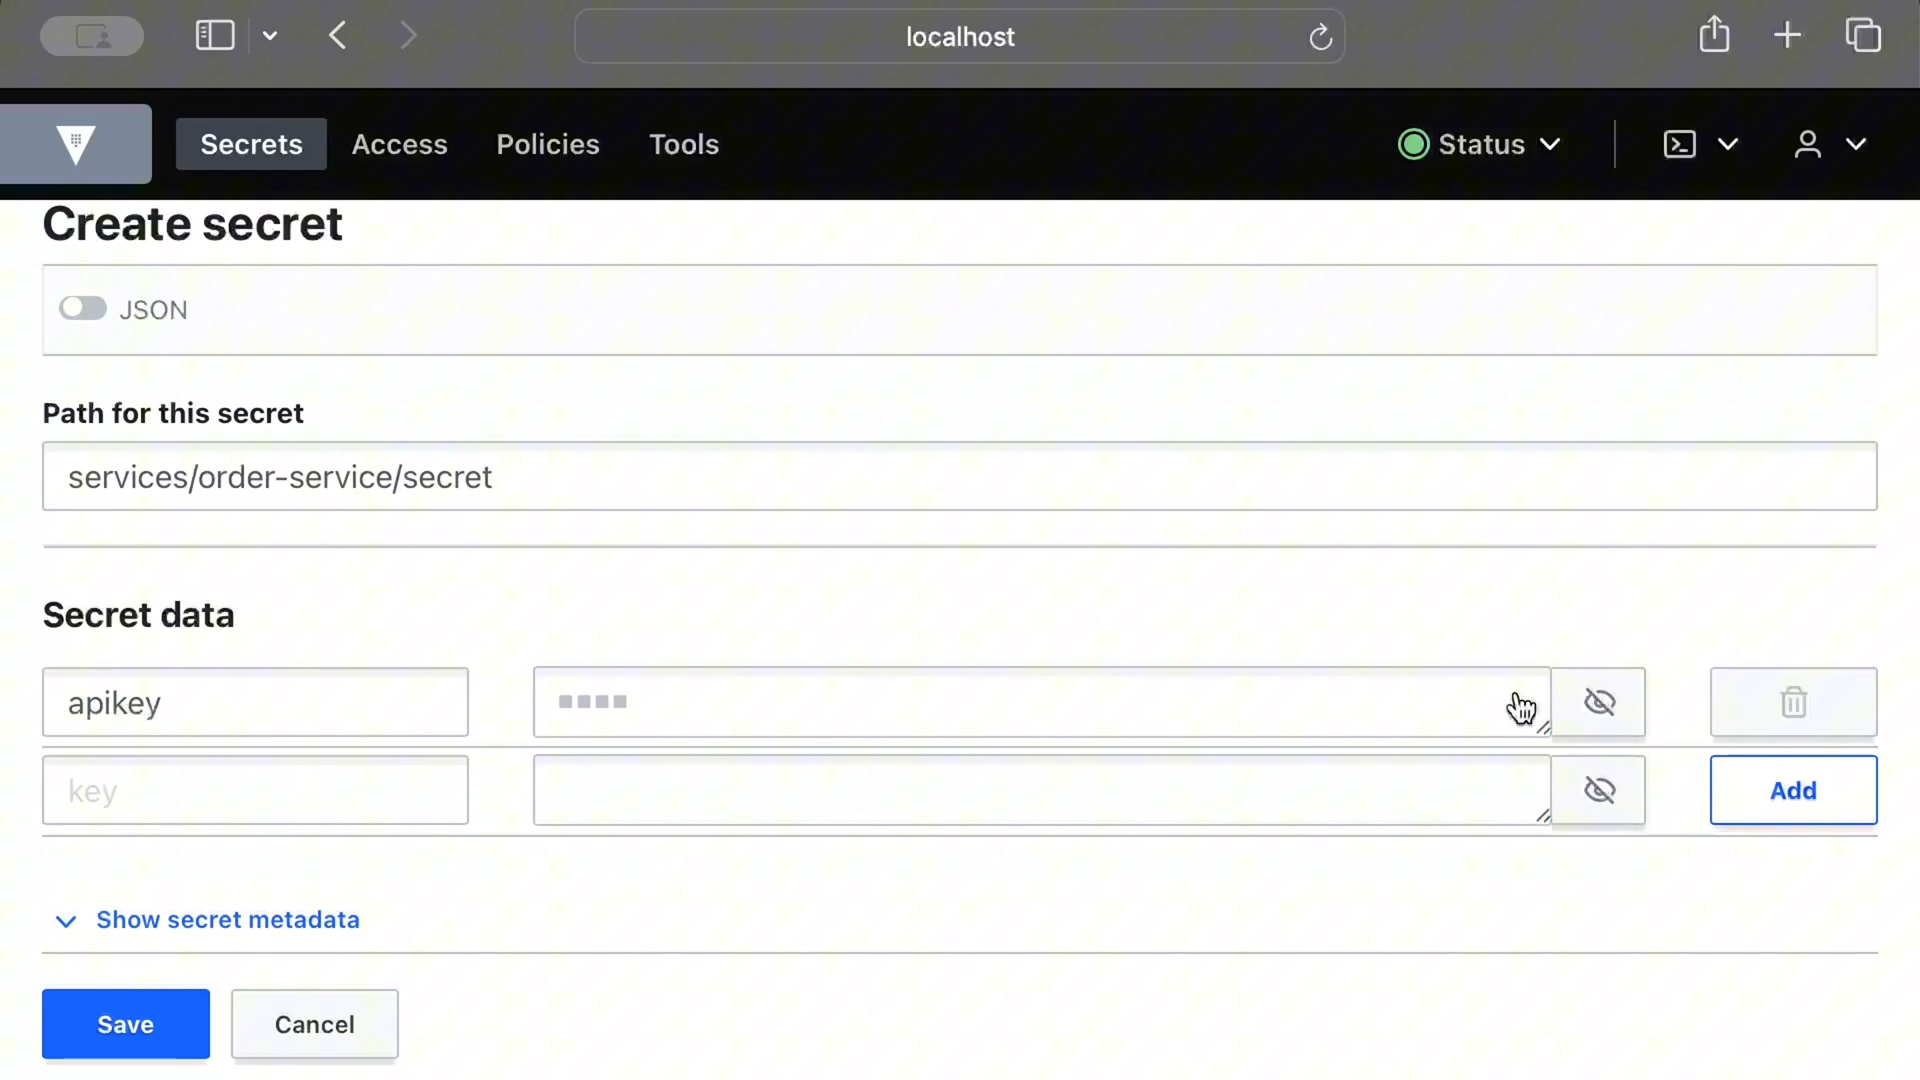 localhost
Secrets Access Policies Tools Status
Create secret
JSON
Path for this secret
services/order-service/secret
Secret data
apikey
key
Add
Show secret metadata
Save Cancel